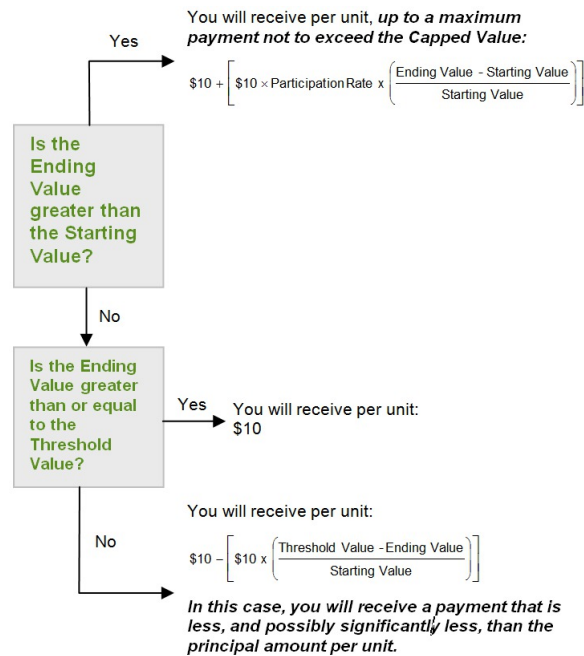 You will receive per unit, up to a maximum
payment not to exceed the Capped Value:
Yes
$10 + [ $10 × Participation Rate x ( Ending Value - Starting Value / Starting Value ) ]
Is the
Ending
Value
greater than
the Starting
Value?
No
Is the Ending
Value greater
than or equal
to the
Threshold
Value?
Yes
You will receive per unit:
$10
You will receive per unit:
No
$10 − [ $10 x ( Threshold Value - Ending Value / Starting Value ) ]
In this case, you will receive a payment that is
less, and possibly significantly less, than the
principal amount per unit.